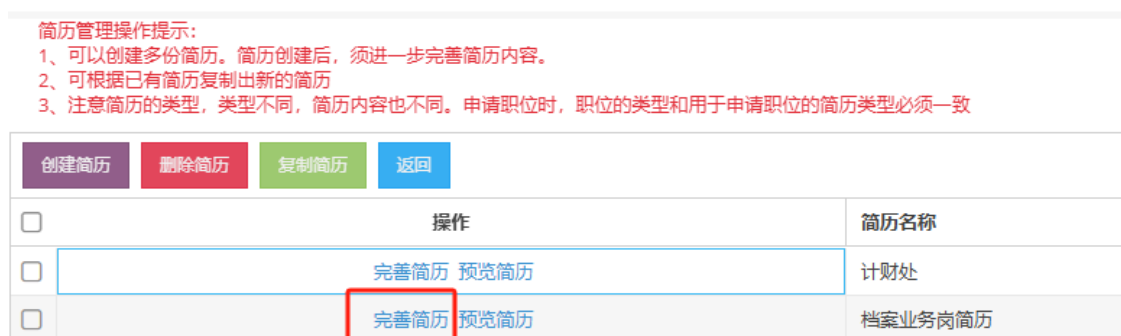 简历管理操作提示:
1、可以创建多份简历。简历创建后，须进一步完善简历内容。
2、可根据已有简历复制出新的简历
3、注意简历的类型，类型不同，简历内容也不同。申请职位时，职位的类型和用于申请职位的简历类型必须一致
创建简历 删除简历 复制简历 返回
操作 简历名称
完善简历 预览简历 计财处
完善简历 预览简历 档案业务岗简历